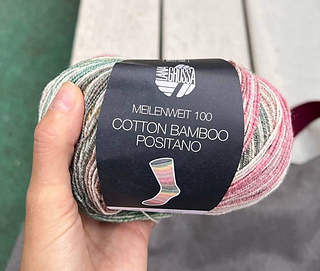 LANA
GROSSA
MEILENWEIT 100
COTTON BAMBOO
POSITANO